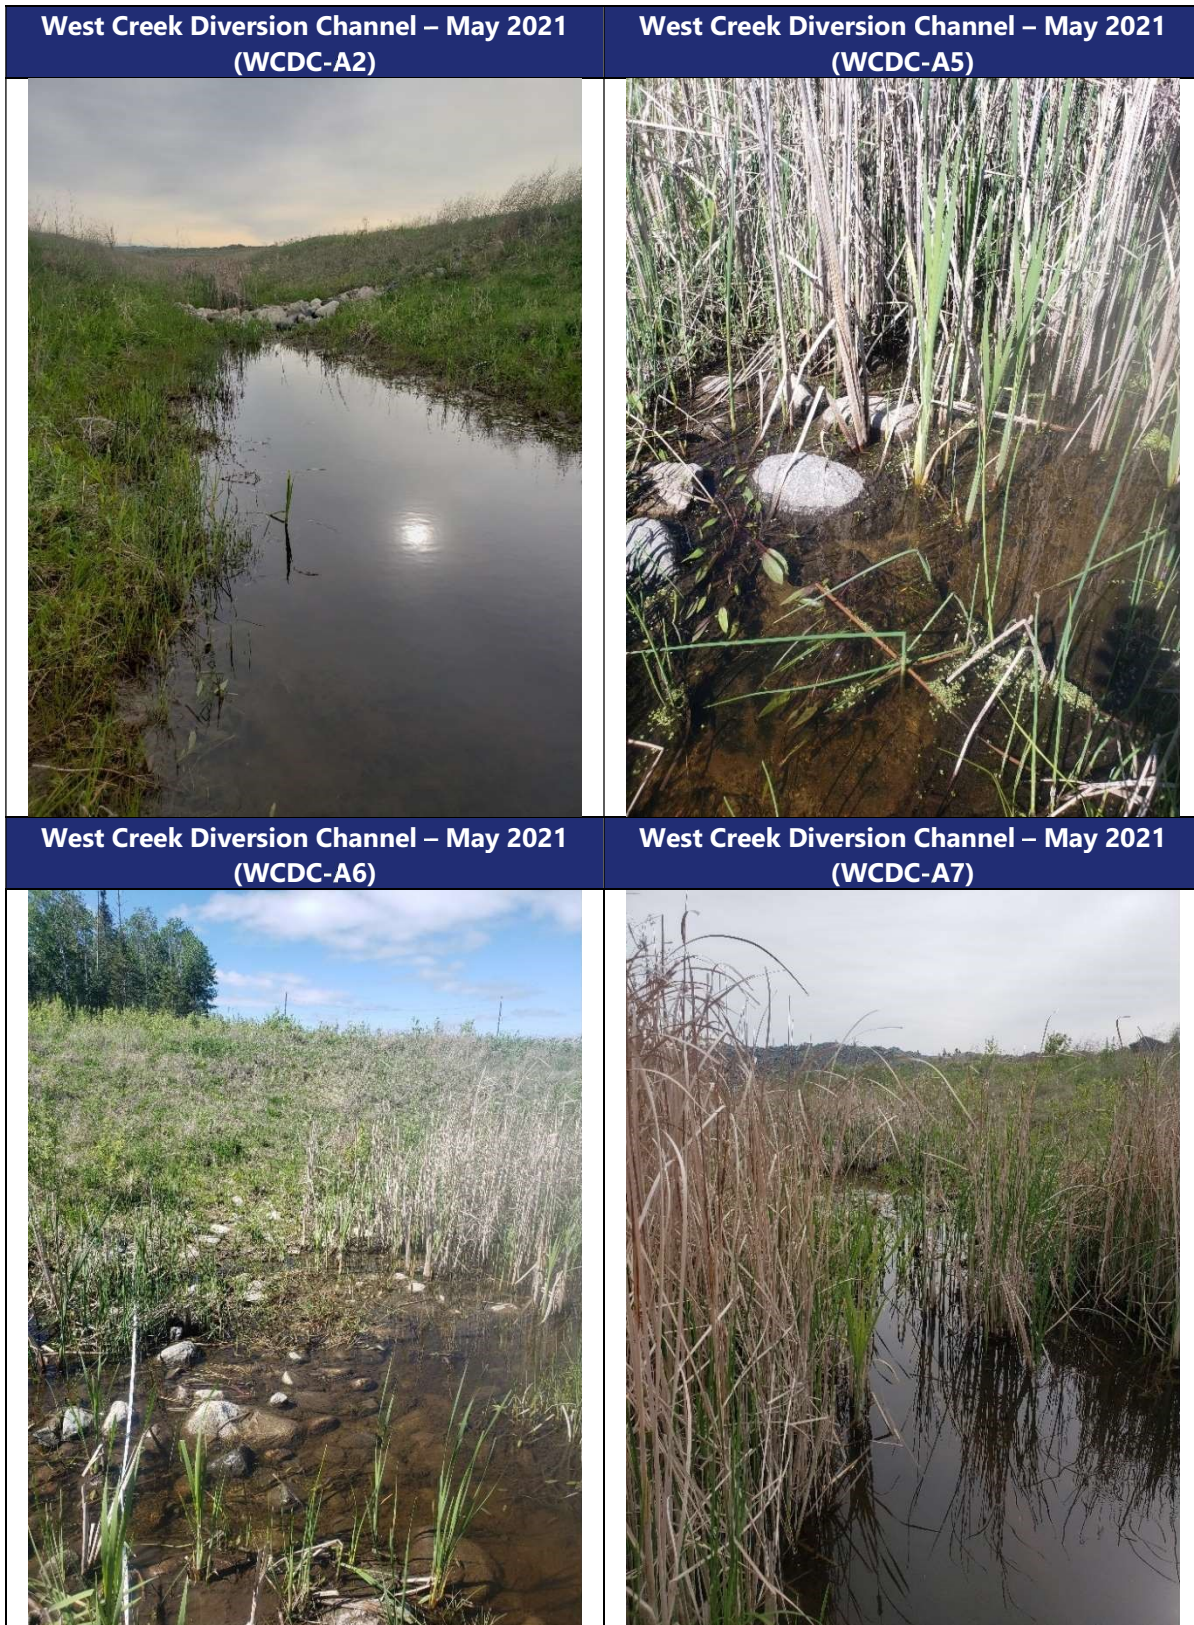 West Creek Diversion Channel – May 2021
(WCDC-A2)
West Creek Diversion Channel – May 2021
(WCDC-A5)
West Creek Diversion Channel – May 2021
(WCDC-A6)
West Creek Diversion Channel – May 2021
(WCDC-A7)